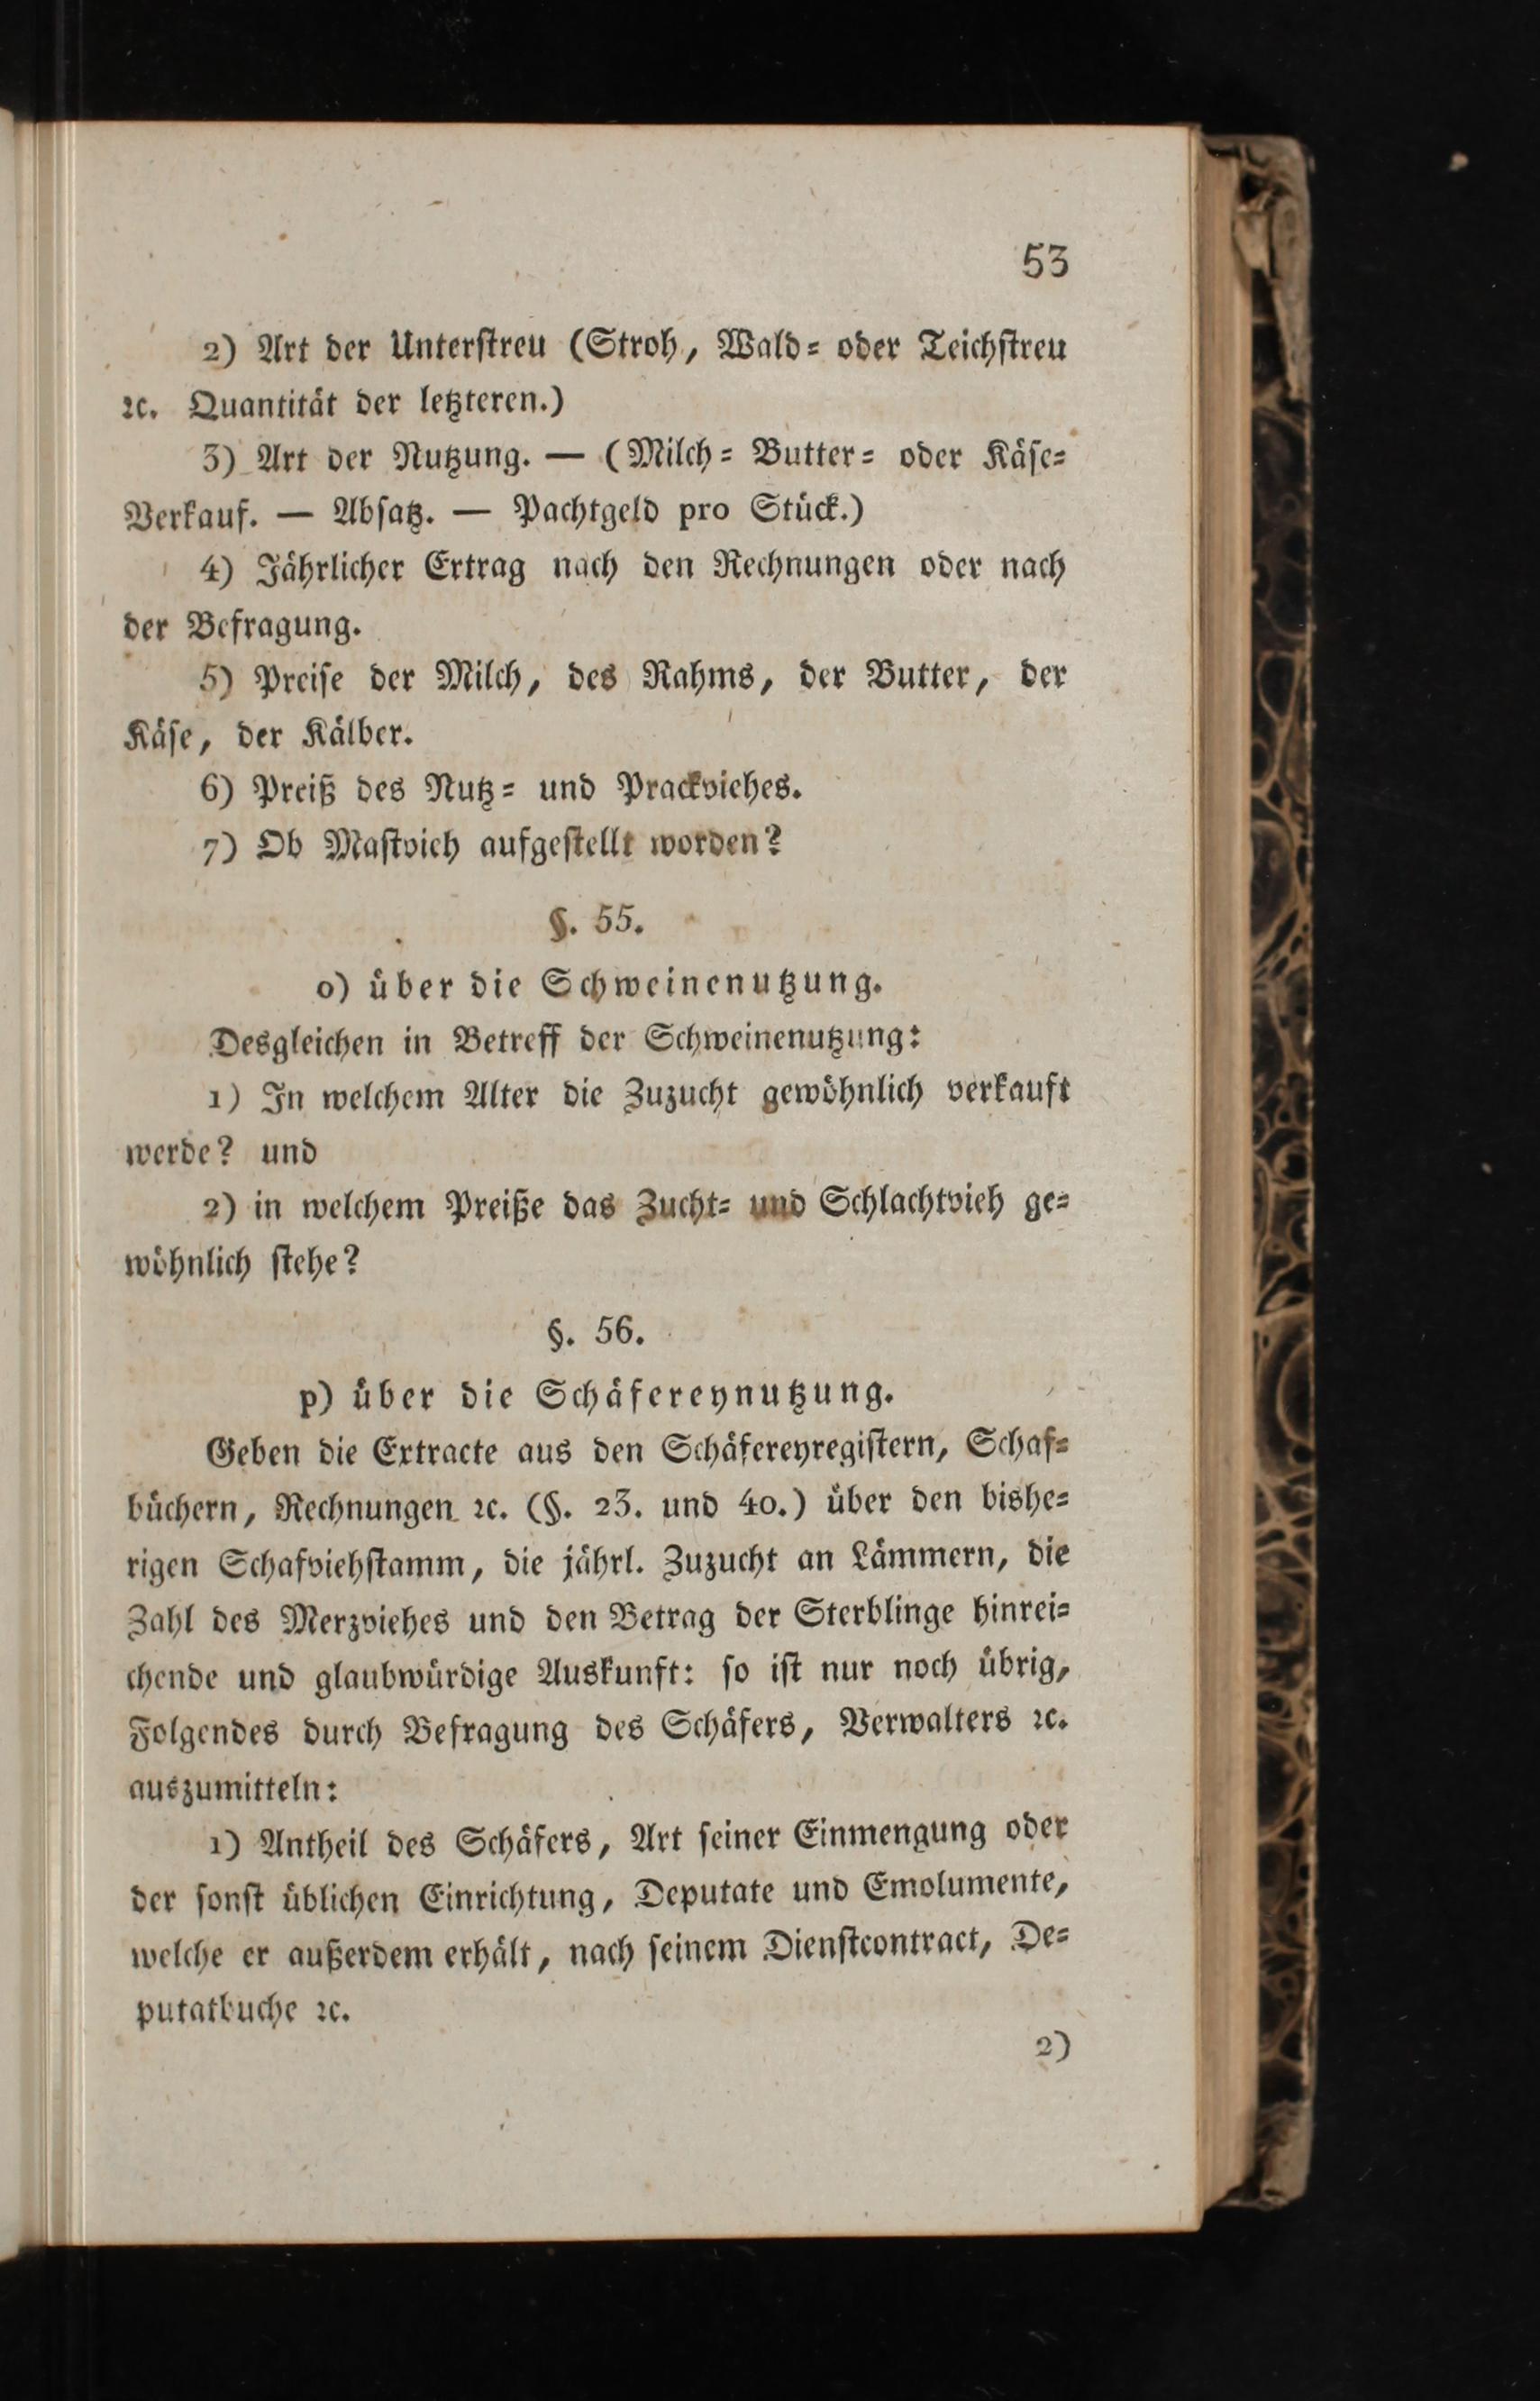 53
2) Art der Unterſtreu (Stroh, Wald= oder Teichſtreu
ꝛc. Quantität der letzteren.)
3) Art der Nutzung. — (Milch= Butter= oder Käſe=
Verkauf. — Abſatz. — Pachtgeld pro Stück.)
4) Jährlicher Ertrag nach den Rechnungen oder nach
der Befragung.
5) Preiſe der Milch, des Rahms, der Butter, der
Käſe, der Kälber.
6) Preiß des Nutz= und Prackviehes.
7) Ob Maſtvieh aufgeſtellt worden?
§. 55.
o) über die Schweinenutzung.
Desgleichen in Betreff der Schweinenutzung:
1) In welchem Alter die Zuzucht gewöhnlich verkauft
werde? und
2) in welchem Preiße das Zucht= und Schlachtvieh ge=
wöhnlich ſtehe?
§. 56.
p) über die Schäfereynutzung.
Geben die Extracte aus den Schäfereyregiſtern, Schaf=
büchern, Rechnungen ꝛc. (§. 23. und 40.) über den bishe=
rigen Schafviehſtamm, die jährl. Zuzucht an Lämmern, die
Zahl des Merzviehes und den Betrag der Sterblinge hinrei=
chende und glaubwürdige Auskunft: ſo iſt nur noch übrig,
Folgendes durch Befragung des Schäfers, Verwalters ꝛc.
auszumitteln:
1) Antheil des Schäfers, Art ſeiner Einmengung oder
der ſonſt üblichen Einrichtung, Deputate und Emolumente,
welche er außerdem erhält, nach ſeinem Dienſtcontract, De=
putatbuche ꝛc.
2)